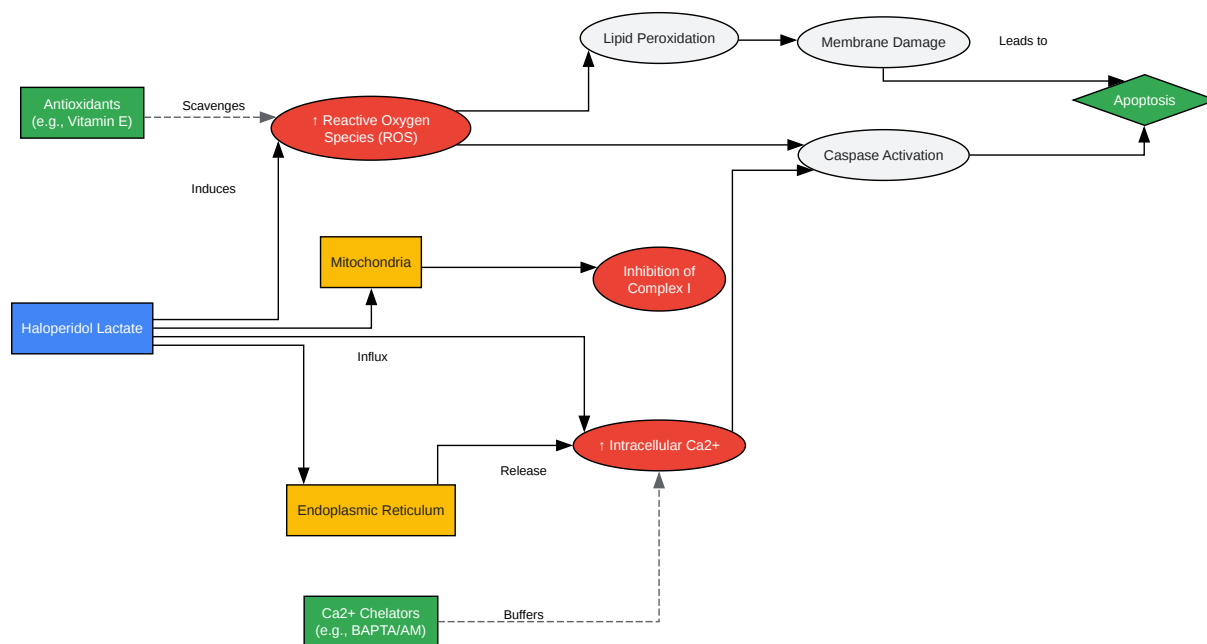 Lipid Peroxidation
Membrane Damage
Leads to
Antioxidants
(e.g., Vitamin E)
Scavenges
↑ Reactive Oxygen
Species (ROS)
Apoptosis
Caspase Activation
Induces
Mitochondria
Inhibition of
Complex I
Haloperidol Lactate
Influx
↑ Intracellular Ca2+
Release
Endoplasmic Reticulum
Ca2+ Chelators
(e.g., BAPTA/AM)
Buffers